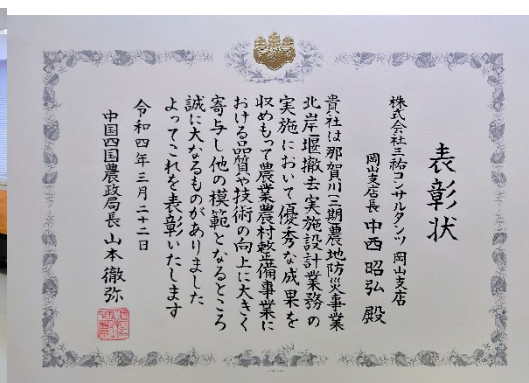 表彰状
株式会社三祐コンサルタンツ 岡山支店
岡山支店長 中西 昭弘 殿
貴社は那賀川(二期)農地防災事業
北岸堰撤去実施設計業務の
実施において優秀な成果を
収めもって農業農村整備事業に
おける品質や技術の向上に大きく
寄与し他の模範となるところ
誠に大なるものがありました
よってこれを表彰いたします
令和四年三月二十二日
中国四国農政局長 山本徹弥